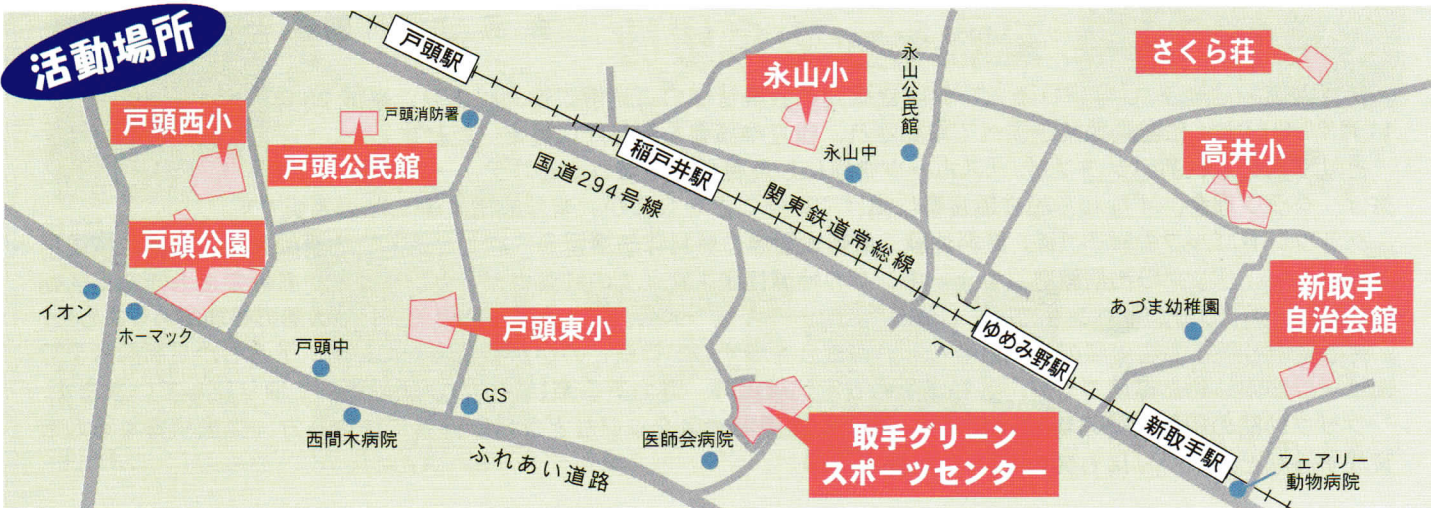 活動場所
戸頭駅
戸頭西小
戸頭公民館
戸頭消防署
戸頭公園
イオン
ホーマック
戸頭中
西間木病院
戸頭東小
GS
ふれあい道路
国道294号線
稲戸井駅
永山小
永山中
永山公民館
関東鉄道常総線
さくら荘
高井小
あづま幼稚園
新取手
自治会館
ゆめみ野駅
医師会病院
取手グリーン
スポーツセンター
新取手駅
フェアリー
動物病院